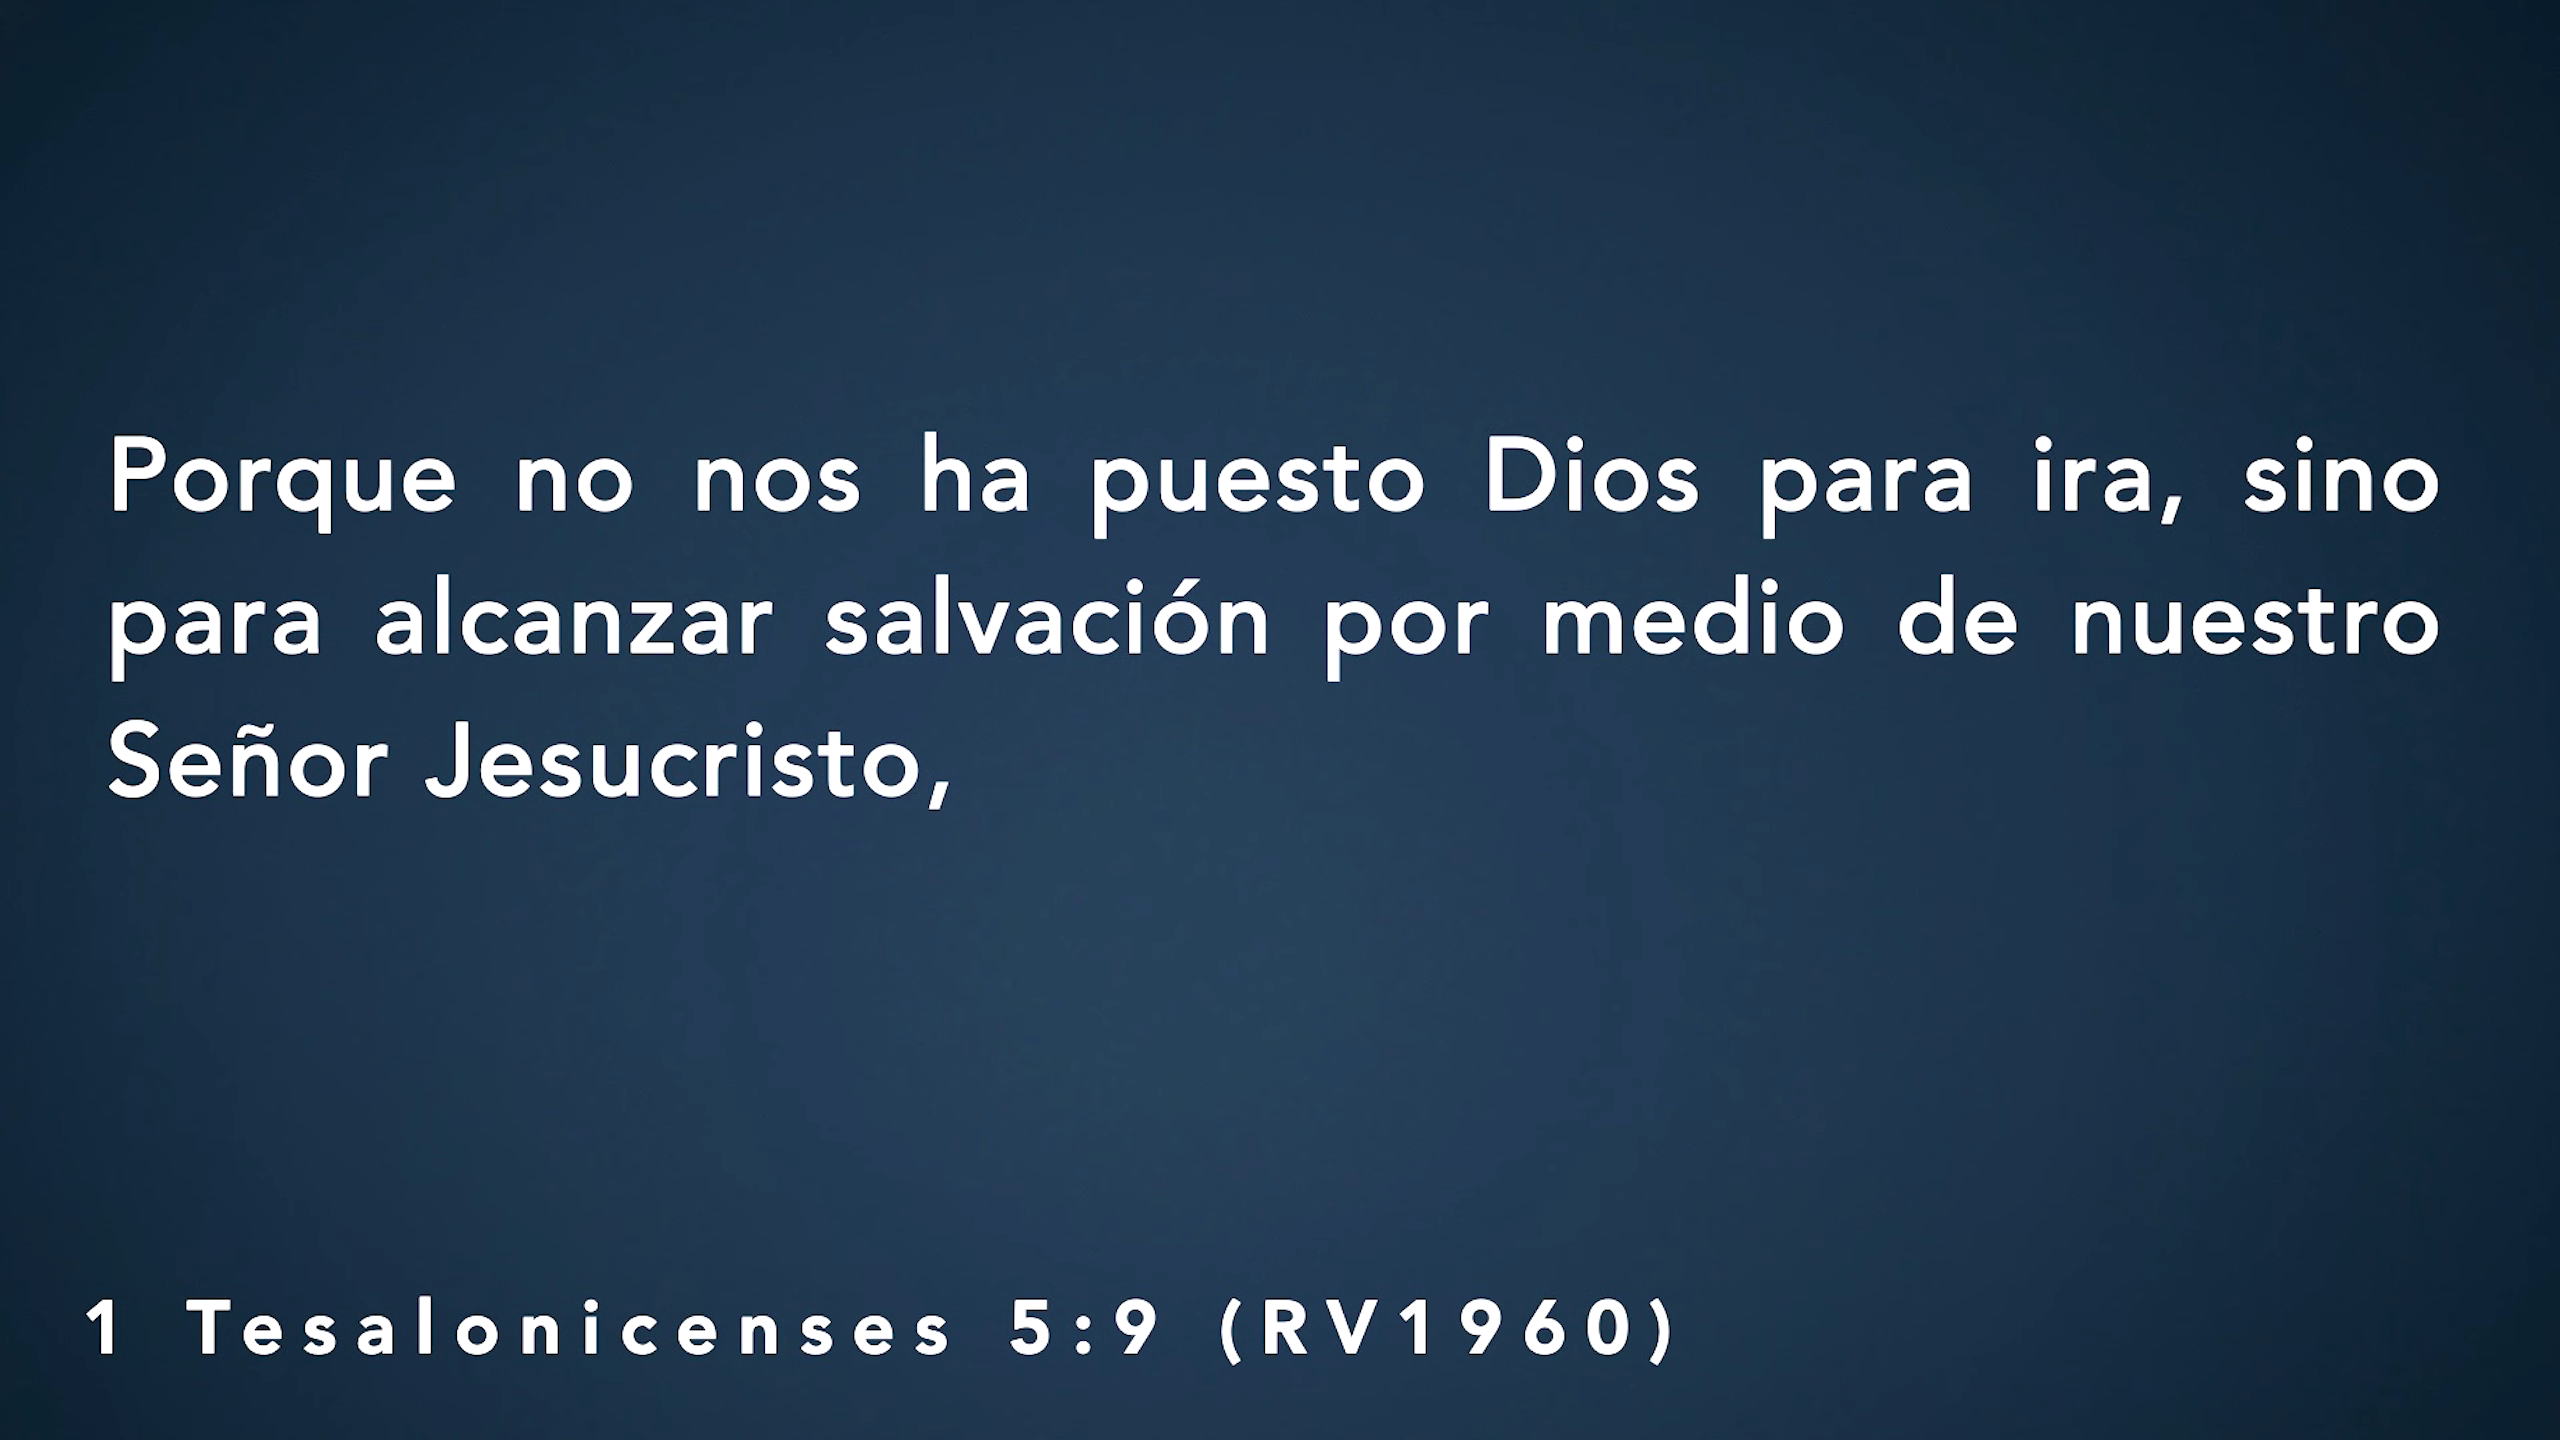 Porque no nos ha puesto Dios para ira, sino
para alcanzar salvación por medio de nuestro
Señor Jesucristo,
1 Tesalonicenses 5:9 (RV1960)